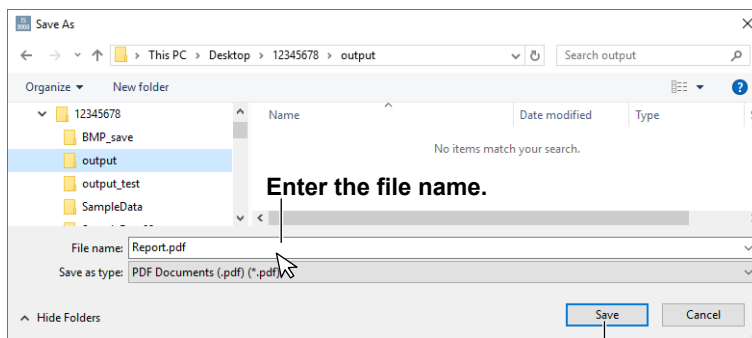 Save As
This PC > Desktop > 12345678 > output
Search output
Organize
New folder
12345678
Name
Date modified
Type
BMP_save
No items match your search.
output
output_test
Enter the file name.
SampleData
File name: Report.pdf
Save as type: PDF Documents (.pdf) (*.pdf)
Hide Folders
Save
Cancel